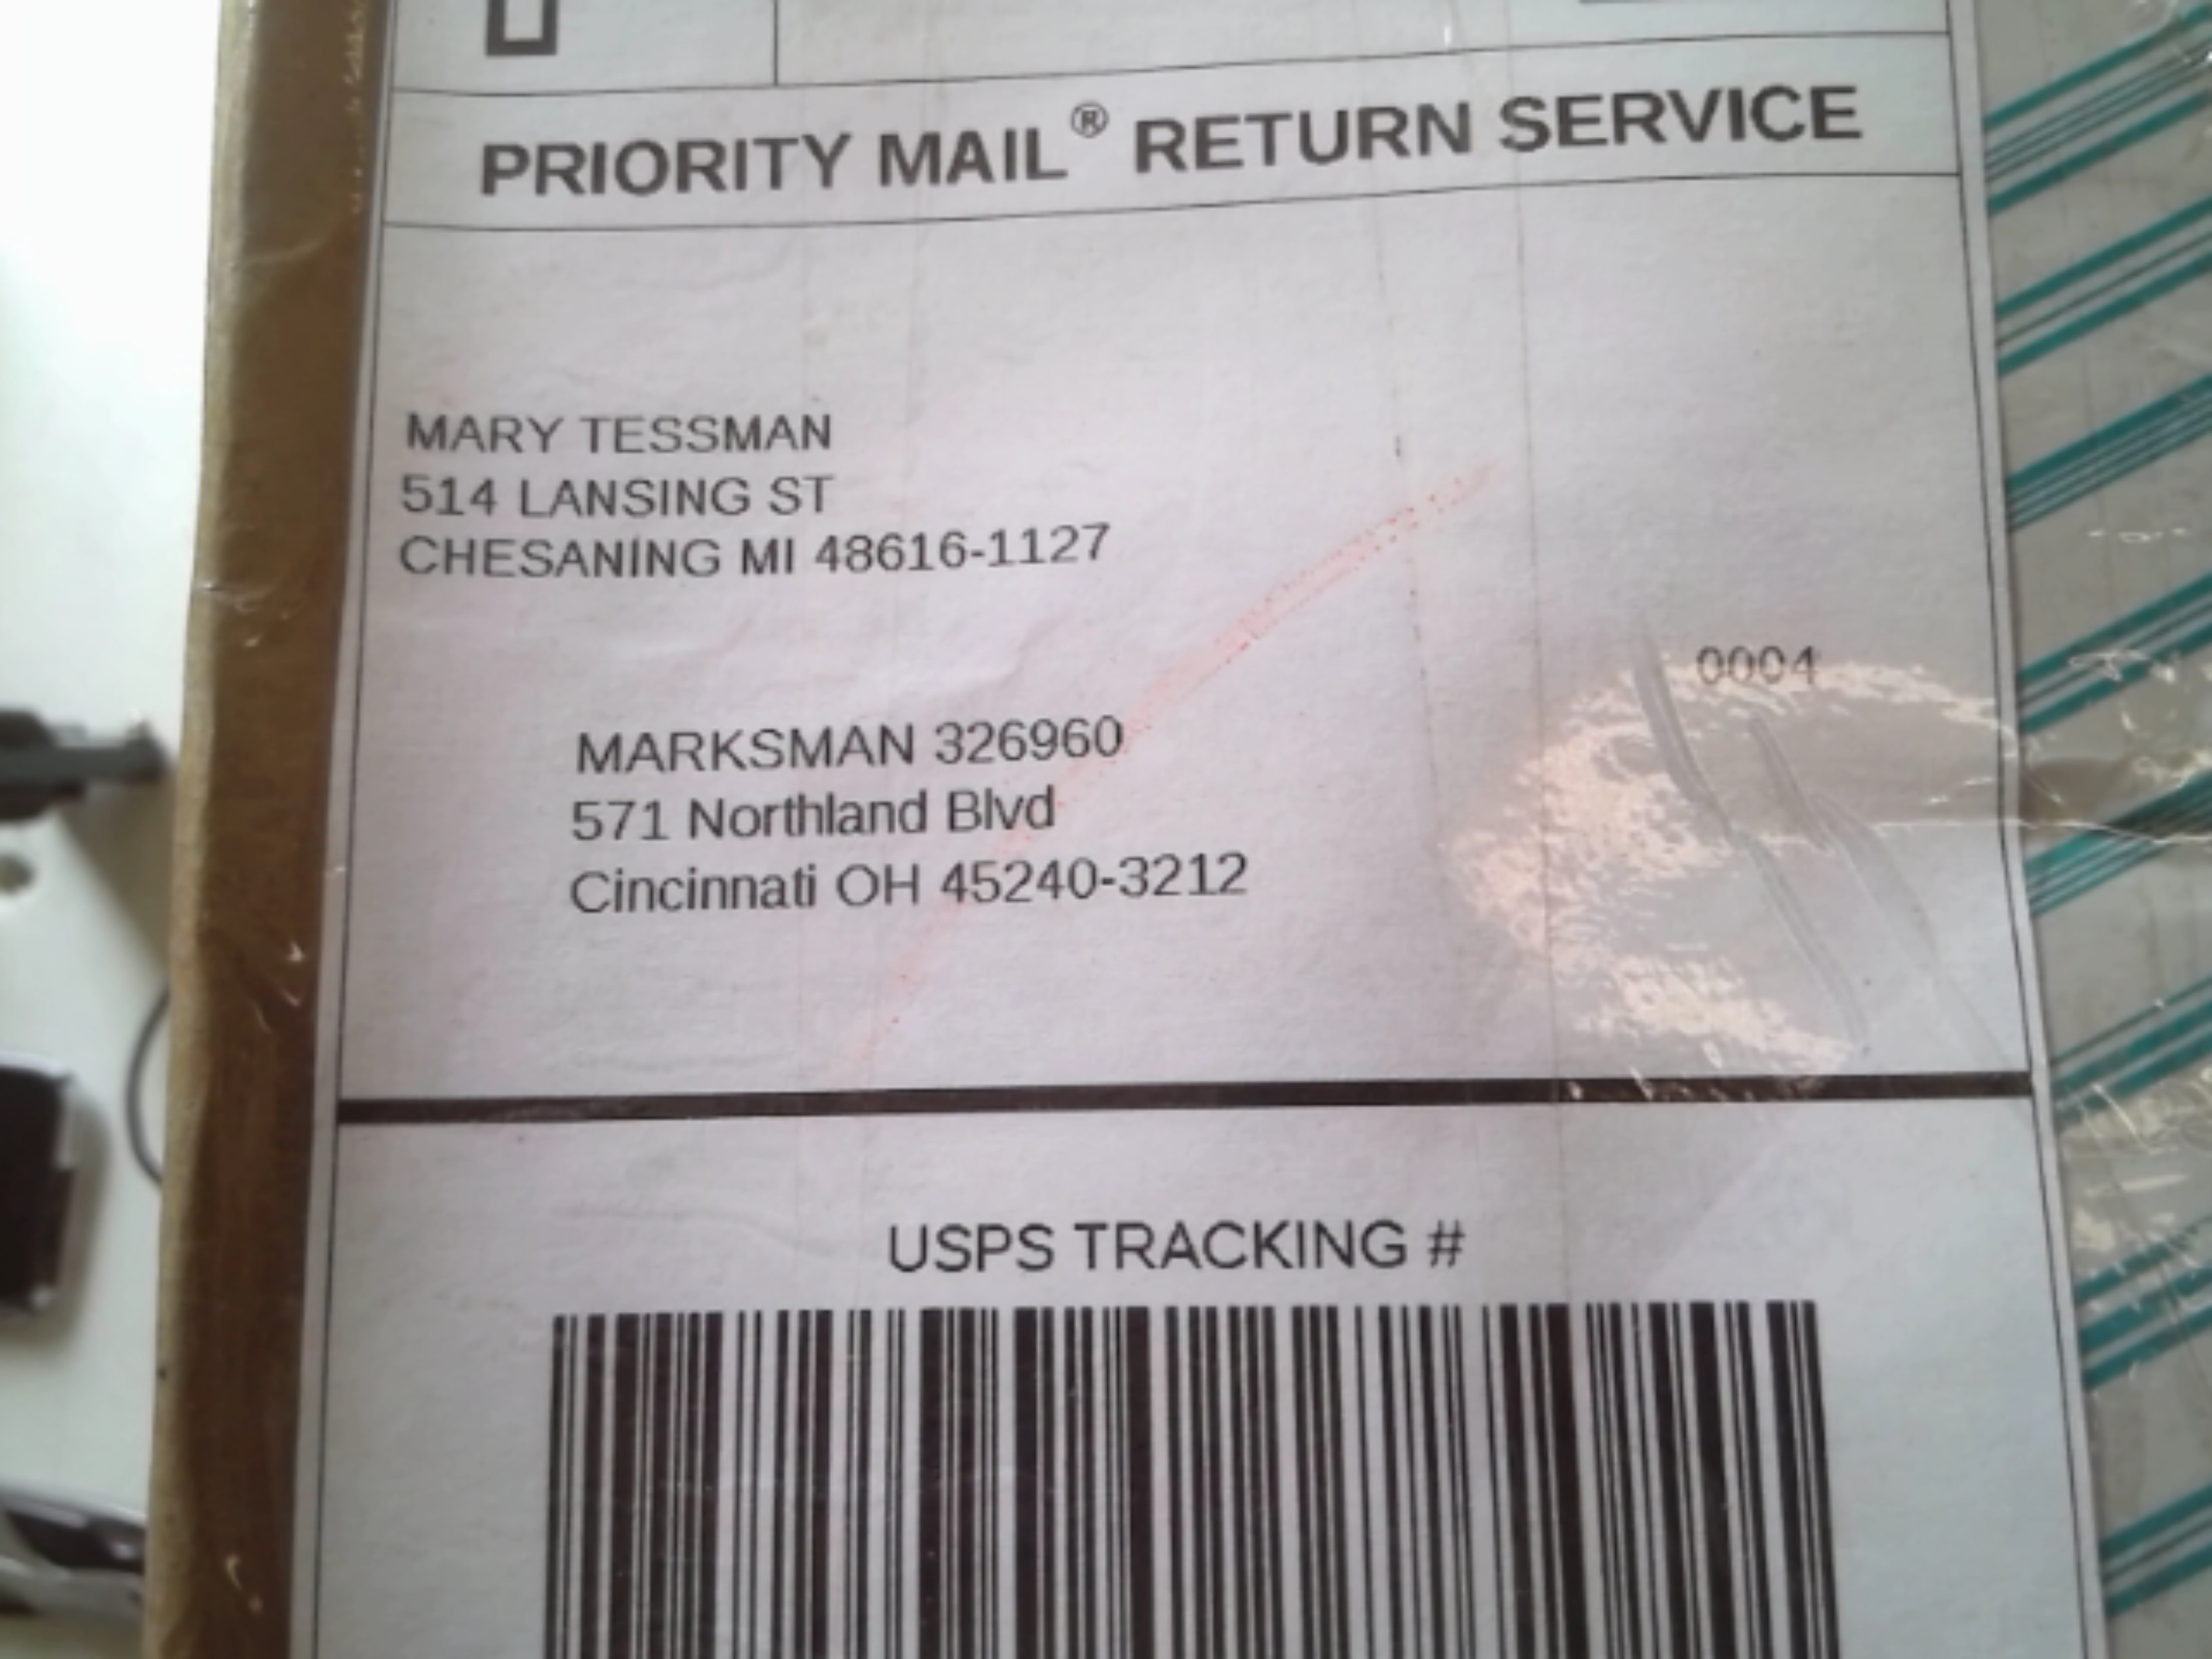 PRIORITY MAIL® RETURN SERVICE
MARY TESSMAN
514 LANSING ST
CHESANING MI 48616-1127
0004
MARKSMAN 326960
571 Northland Blvd
Cincinnati OH 45240-3212
USPS TRACKING #